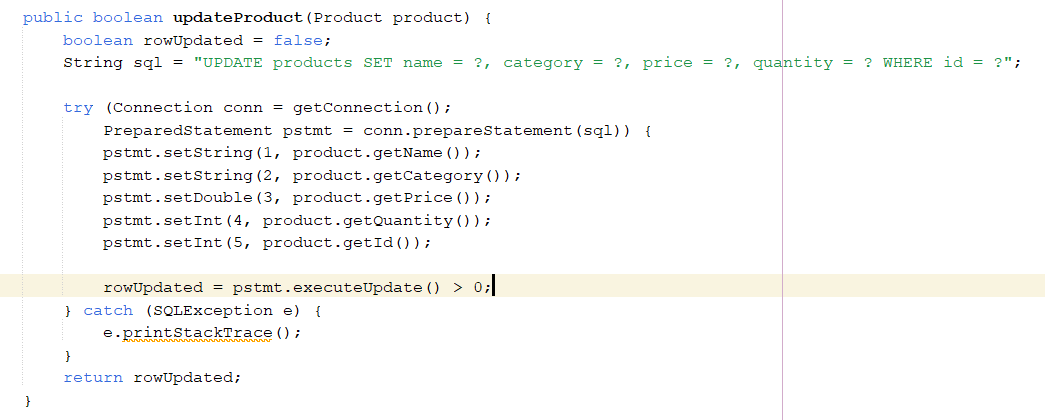 public boolean updateProduct(Product product) {
    boolean rowUpdated = false;
    String sql = "UPDATE products SET name = ?, category = ?, price = ?, quantity = ? WHERE id = ?";

    try (Connection conn = getConnection();
        PreparedStatement pstmt = conn.prepareStatement(sql)) {
        pstmt.setString(1, product.getName());
        pstmt.setString(2, product.getCategory());
        pstmt.setDouble(3, product.getPrice());
        pstmt.setInt(4, product.getQuantity());
        pstmt.setInt(5, product.getId());

        rowUpdated = pstmt.executeUpdate() > 0;
    } catch (SQLException e) {
        e.printStackTrace();
    }
    return rowUpdated;
}